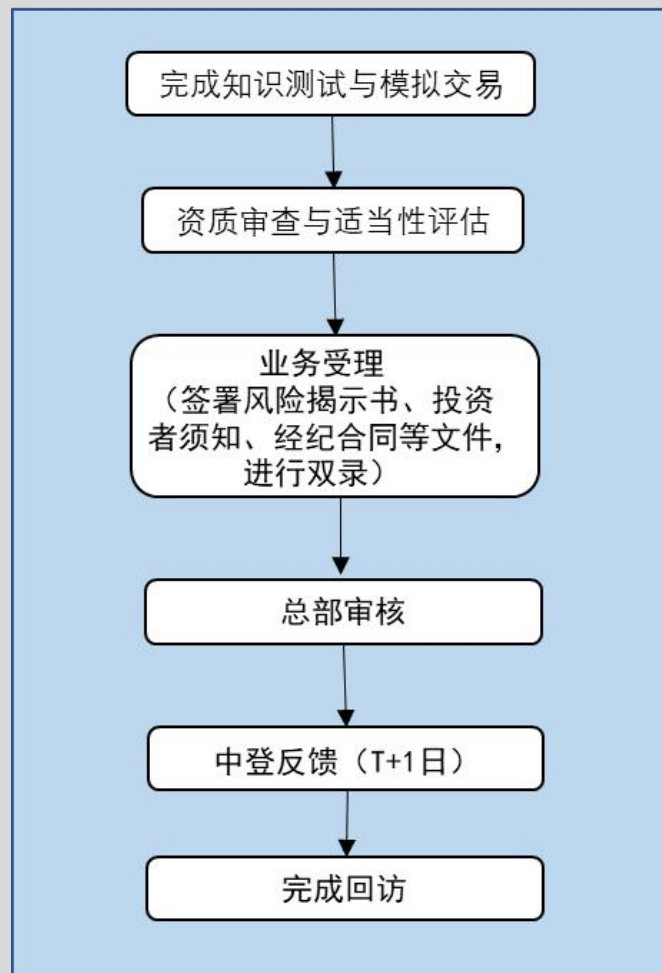 完成知识测试与模拟交易
资质审查与适当性评估
业务受理
（签署风险揭示书、投资
者须知、经纪合同等文件，
进行双录）
总部审核
中登反馈（T+1日）
完成回访